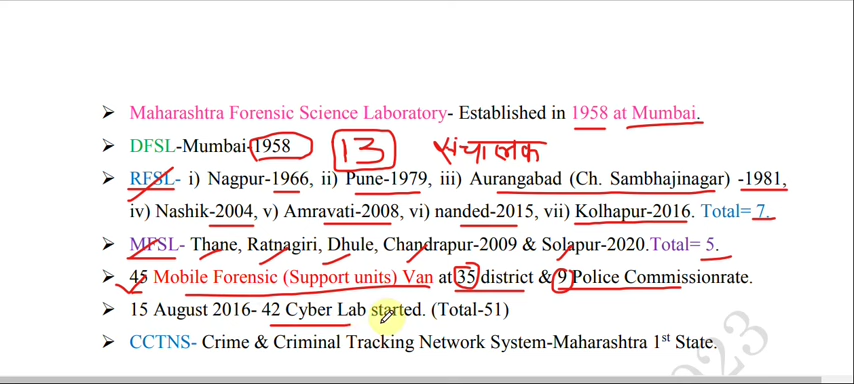 ➢ Maharashtra Forensic Science Laboratory- Established in 1958 at Mumbai.
➢ DFSL-Mumbai-1958 13 संचालक
➢ RFSL- i) Nagpur-1966, ii) Pune-1979, iii) Aurangabad (Ch. Sambhajinagar) -1981,
iv) Nashik-2004, v) Amravati-2008, vi) nanded-2015, vii) Kolhapur-2016. Total= 7.
➢ MFSL- Thane, Ratnagiri, Dhule, Chandrapur-2009 & Solapur-2020.Total= 5.
➢ 45 Mobile Forensic (Support units) Van at 35 district & 9 Police Commissionrate.
➢ 15 August 2016- 42 Cyber Lab started. (Total-51)
➢ CCTNS- Crime & Criminal Tracking Network System-Maharashtra 1st State.
2023